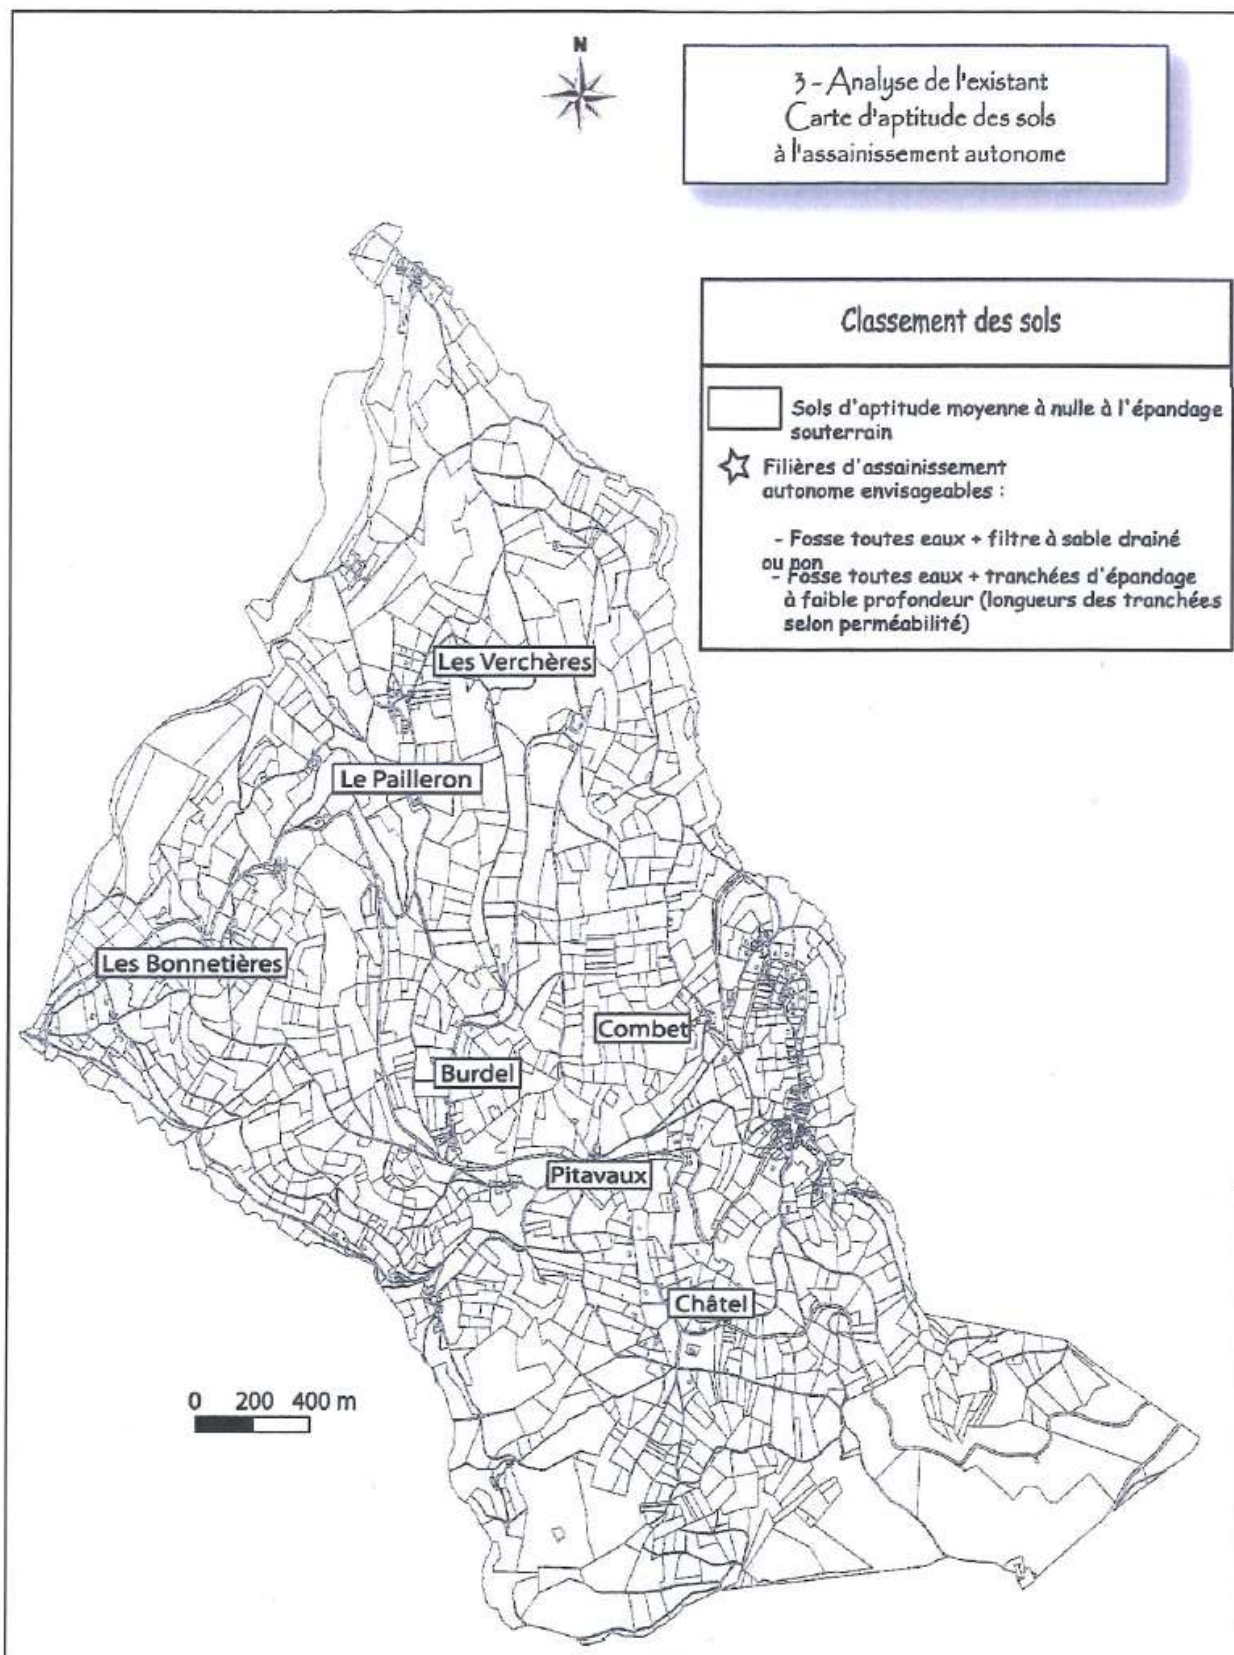 N
3 - Analyse de l'existant
Carte d'aptitude des sols
à l'assainissement autonome
Classement des sols
Sols d'aptitude moyenne à nulle à l'épandage
souterrain
Filières d'assainissement
autonome envisageables :
- Fosse toutes eaux + filtre à sable drainé
ou non
- Fosse toutes eaux + tranchées d'épandage
à faible profondeur (longueurs des tranchées
selon perméabilité)
Les Verchères
Le Pailleron
Les Bonnetières
Combet
Burdel
Pitavaux
Châtel
0 200 400 m